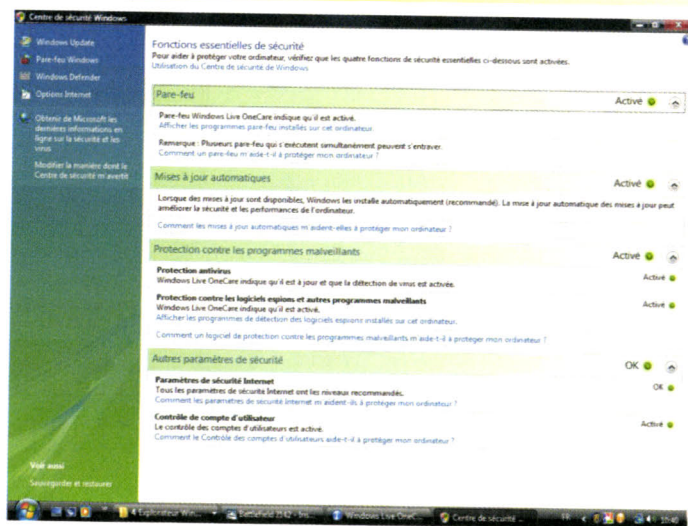 Centre de sécurité Windows
Windows Update
Pare-feu Windows
Windows Defender
Options Internet
Obtenir de Microsoft les
dernières informations en
ligne sur la sécurité et les
virus
Modifier la manière dont le
Centre de sécurité m'avertit
Voir aussi
Sauvegarder et restaurer
Fonctions essentielles de sécurité
Pour aider à protéger votre ordinateur, vérifiez que les quatre fonctions de sécurité essentielles ci-dessous sont activées.
Utilisation du Centre de sécurité de Windows
Pare-feu
Activé
Pare-feu Windows Live OneCare indique qu'il est activé.
Afficher les programmes pare-feu installés sur cet ordinateur.
Remarque : Plusieurs pare-feu qui s'exécutent simultanément peuvent s'entraver.
Comment un pare-feu m'aide-t-il à protéger mon ordinateur ?
Mises à jour automatiques
Activé
Lorsque des mises à jour sont disponibles, Windows les installe automatiquement (recommandé). La mise à jour automatique des mises à jour peut
améliorer la sécurité et les performances de l'ordinateur.
Comment les mises à jour automatiques m'aident-elles à protéger mon ordinateur ?
Protection contre les programmes malveillants
Activé
Protection antivirus
Activé
Windows Live OneCare indique qu'il est à jour et que la détection de virus est activée.
Protection contre les logiciels espions et autres programmes malveillants
Activé
Windows Live OneCare indique qu'il est activé.
Afficher les programmes de détection des logiciels espions installés sur cet ordinateur.
Comment un logiciel de protection contre les programmes malveillants m'aide-t-il à protéger mon ordinateur ?
Autres paramètres de sécurité
OK
Paramètres de sécurité Internet
OK
Tous les paramètres de sécurité Internet ont les niveaux recommandés.
Comment les paramètres de sécurité Internet m'aident-ils à protéger mon ordinateur ?
Contrôle de compte d'utilisateur
Activé
Le contrôle des comptes d'utilisateurs est activé.
Comment le Contrôle des comptes d'utilisateurs aide-t-il à protéger mon ordinateur ?
4 Explorateur Win...
Battlefield 2142 - Ins...
Windows Live OneC...
Centre de sécurité ...
FR
10:40